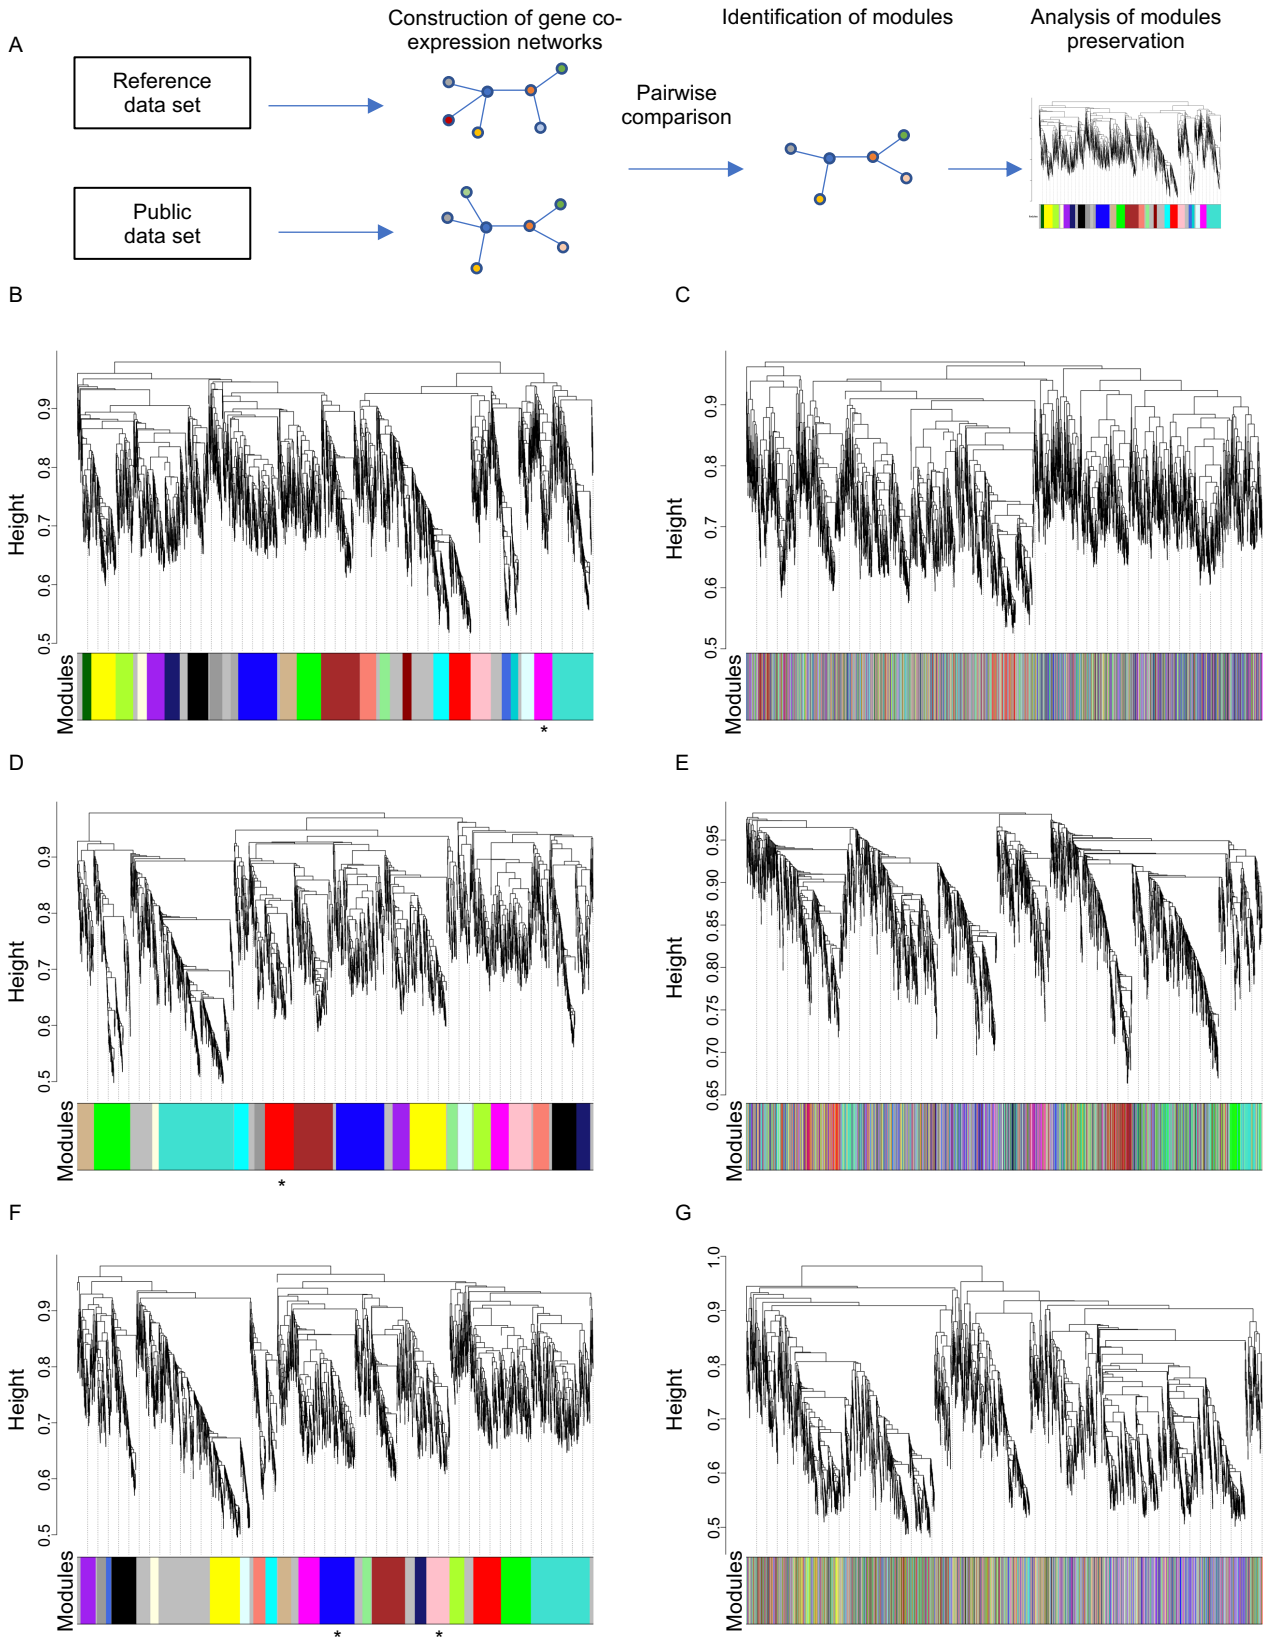 A
Construction of gene co-
expression networks
Identification of modules
Analysis of modules
preservation
Reference
data set
Pairwise
comparison
Public
data set
B
Height
0.9
0.8
0.7
0.6
0.5
Modules
*
C
Height
0.9
0.8
0.7
0.6
0.5
Modules
D
Height
0.9
0.8
0.7
0.6
0.5
Modules
*
E
Height
0.95
0.90
0.85
0.80
0.75
0.70
0.65
Modules
F
Height
0.9
0.8
0.7
0.6
0.5
Modules
* *
G
Height
1.0
0.9
0.8
0.7
0.6
0.5
Modules